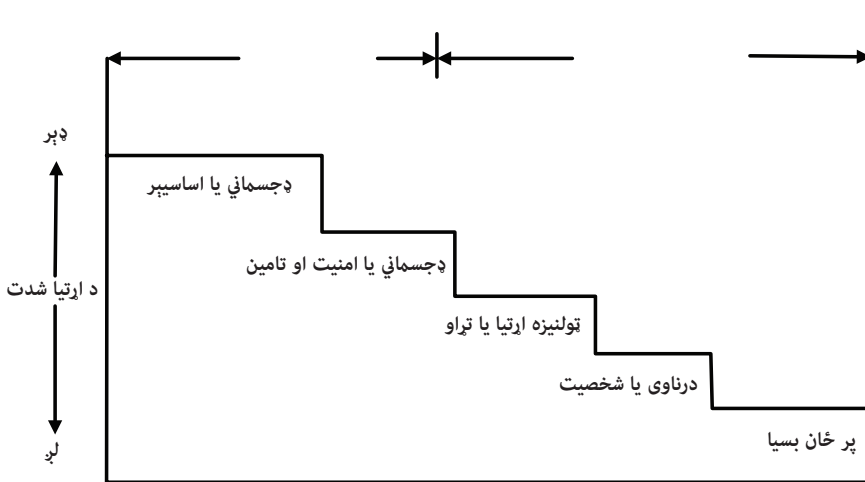 ډېر
ډجسماني يا اساسيېر
ډجسماني يا امنيت او تامين
د اړتيا شدت
ټولنيزه اړتيا يا تړاو
درناوی يا شخصيت
پر ځان بسيا
لږ